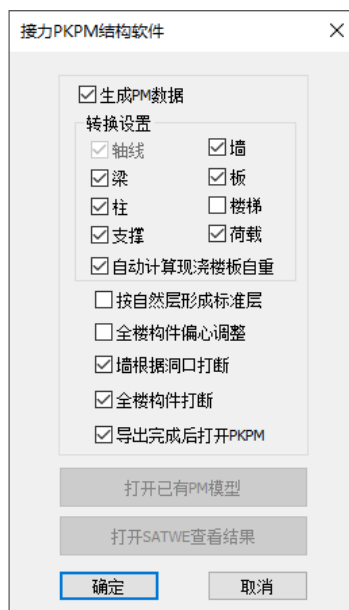 接力PKPM结构软件
生成PM数据
转换设置
轴线 墙
梁 板
柱 楼梯
支撑 荷载
自动计算现浇楼板自重
按自然层形成标准层
全楼构件偏心调整
墙根据洞口打断
全楼构件打断
导出完成后打开PKPM
打开已有PM模型
打开SATWE查看结果
确定 取消